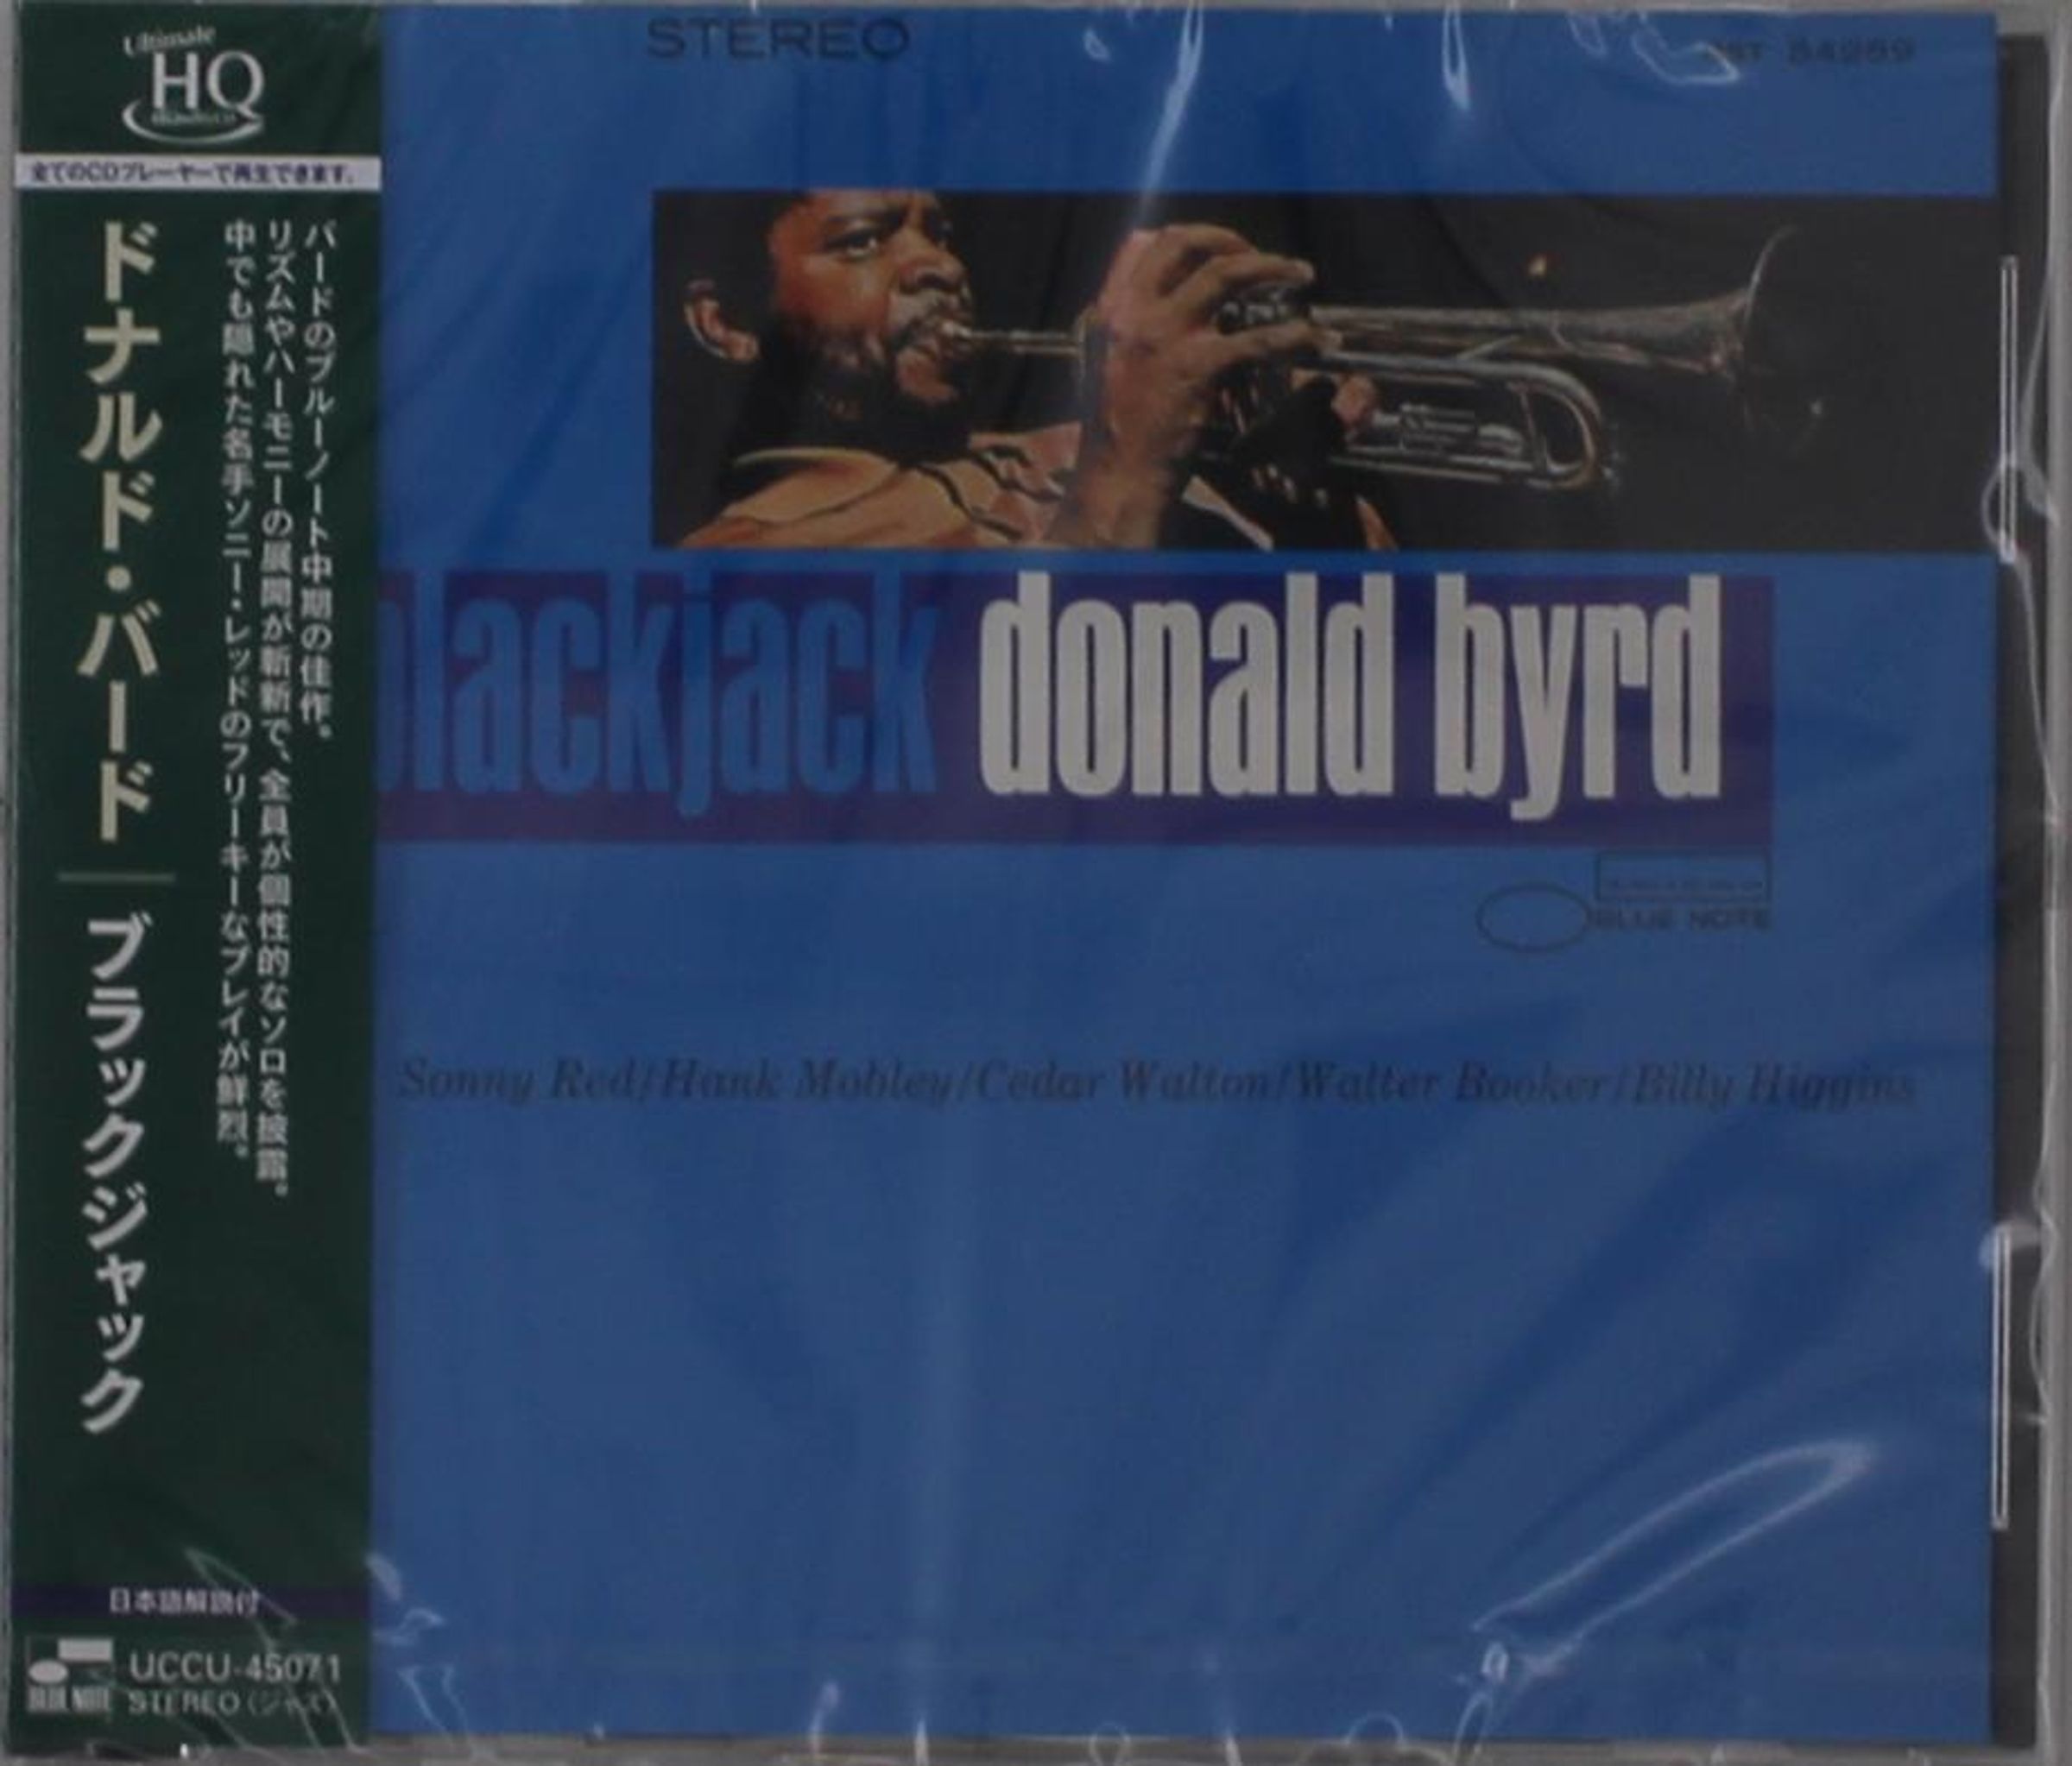 Ultimate
HQ
全てのCDプレーヤーで再生できます。
バードのブルーノート中期の佳作。
リズムやハーモニーの展開が斬新で、全員が個性的なソロを披露。
中でも隠れた名手ソニー・レッドのフリーキーなプレイが鮮烈。
ドナルド・バード
ブラックジャック
日本語解説付
BLUE NOTE
UCCU-45071
STEREO (ジャズ)
STEREO
84259
blackjack donald byrd
BLUE NOTE
Sonny Red/Hank Mobley/Cedar Walton/Walter Booker/Billy Higgins